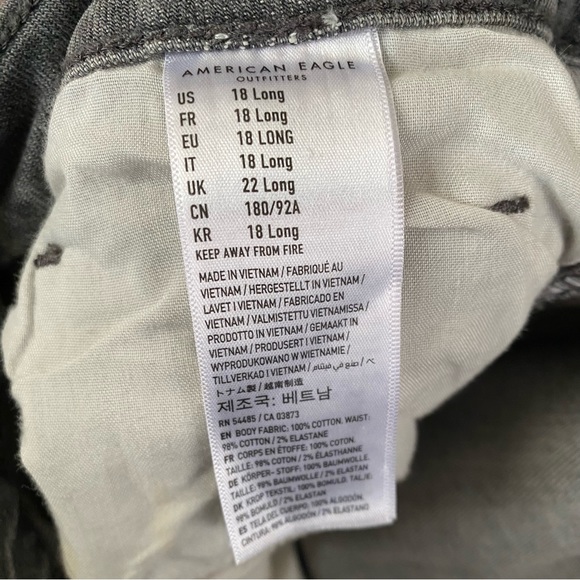 AMERICAN EAGLE
OUTFITTERS
US 18 Long
FR 18 Long
EU 18 LONG
IT 18 Long
UK 22 Long
CN 180/92A
KR 18 Long
KEEP AWAY FROM FIRE
MADE IN VIETNAM / FABRIQUÉ AU
VIETNAM / HERGESTELLT IN VIETNAM /
LAVET I VIETNAM / FABRICADO EN
VIETNAM / VALMISTETTU VIETNAMISSA /
PRODOTTO IN VIETNAM / GEMAAKT IN
VIETNAM / PRODUSERT I VIETNAM /
WYPRODUKOWANO W WIETNAMIE /
TILLVERKAD I VIETNAM / صنع في فيتنام / ベ
トナム製 / 越南制造
제조국: 베트남
RN 54485 / CA 03873
EN BODY FABRIC: 100% COTTON. WAIST:
98% COTTON / 2% ELASTANE
FR CORPS EN ÉTOFFE: 100% COTON.
TAILLE: 98% COTON / 2% ÉLASTHANNE
DE KÖRPER- STOFF: 100% BAUMWOLLE.
TAILLE: 98% BAUMWOLLE / 2% ELASTANE
DK KROP TEKSTIL: 100% BOMULD. TALJE:
98% BOMULD / 2% ELASTANE
ES TELA DEL CUERPO: 100% ALGODÓN.
CINTURA: 98% ALGODÓN / 2% ELASTANO